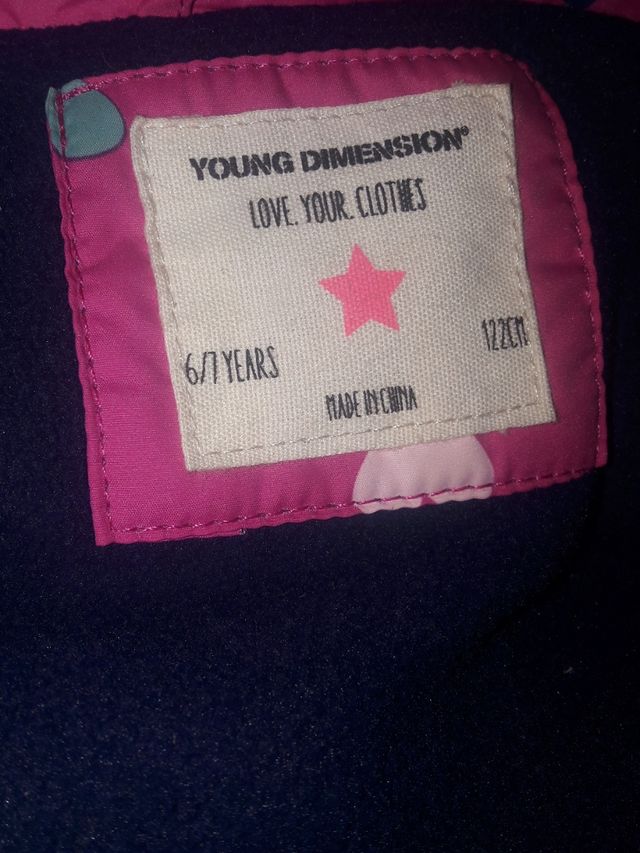 YOUNG DIMENSION®
LOVE. YOUR. CLOTHES
6/7 YEARS
122CM
MADE IN CHINA